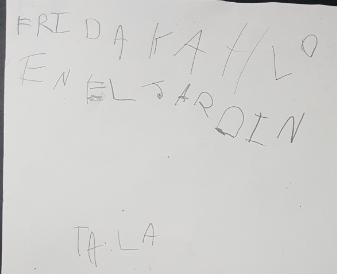 FRIDA KAHLO
EN EL JARDIN
TALA